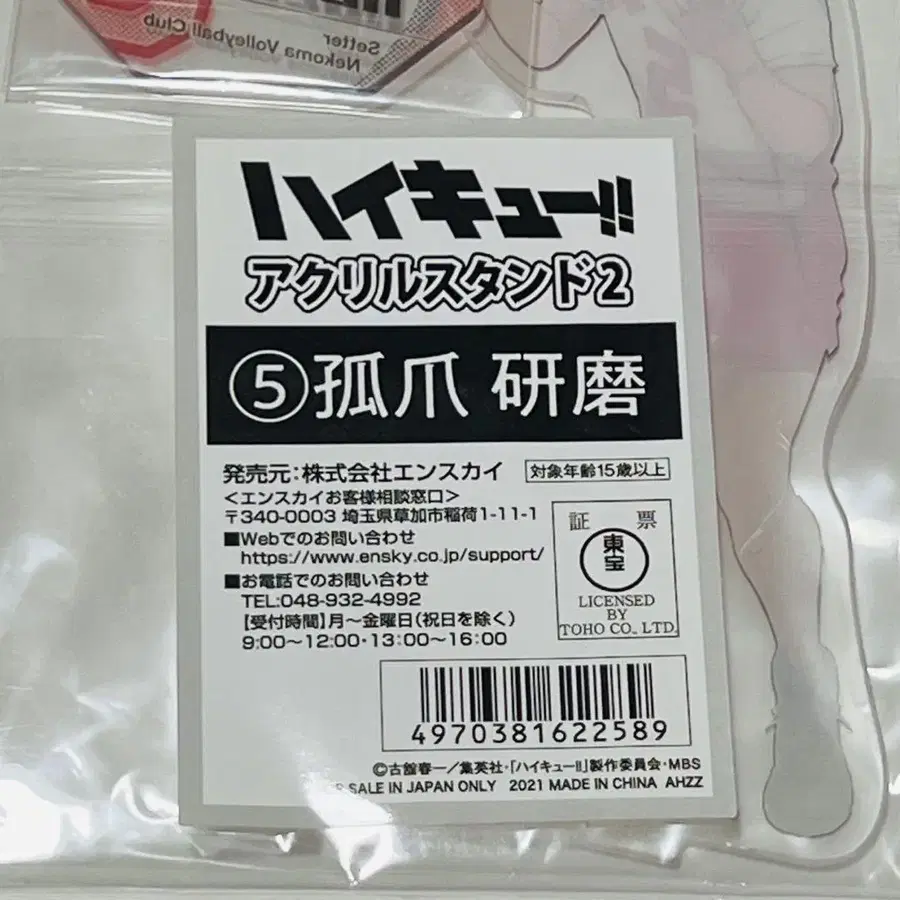 Setter
Nekoma Volleyball Club
ハイキュー!!
アクリルスタンド2
⑤孤爪 研磨
発売元:株式会社エンスカイ
対象年齢15歳以上
<エンスカイお客様相談窓口>
〒340-0003 埼玉県草加市稲荷1-11-1
■Webでのお問い合わせ
https://www.ensky.co.jp/support/
■お電話でのお問い合わせ
TEL:048-932-4992
【受付時間】月〜金曜日(祝日を除く)
9:00〜12:00・13:00〜16:00
証 票
東宝
LICENSED
BY
TOHO CO., LTD.
4970381622589
©古舘春一/集英社・「ハイキュー!!」製作委員会・MBS
SALE IN JAPAN ONLY 2021 MADE IN CHINA AHZZ